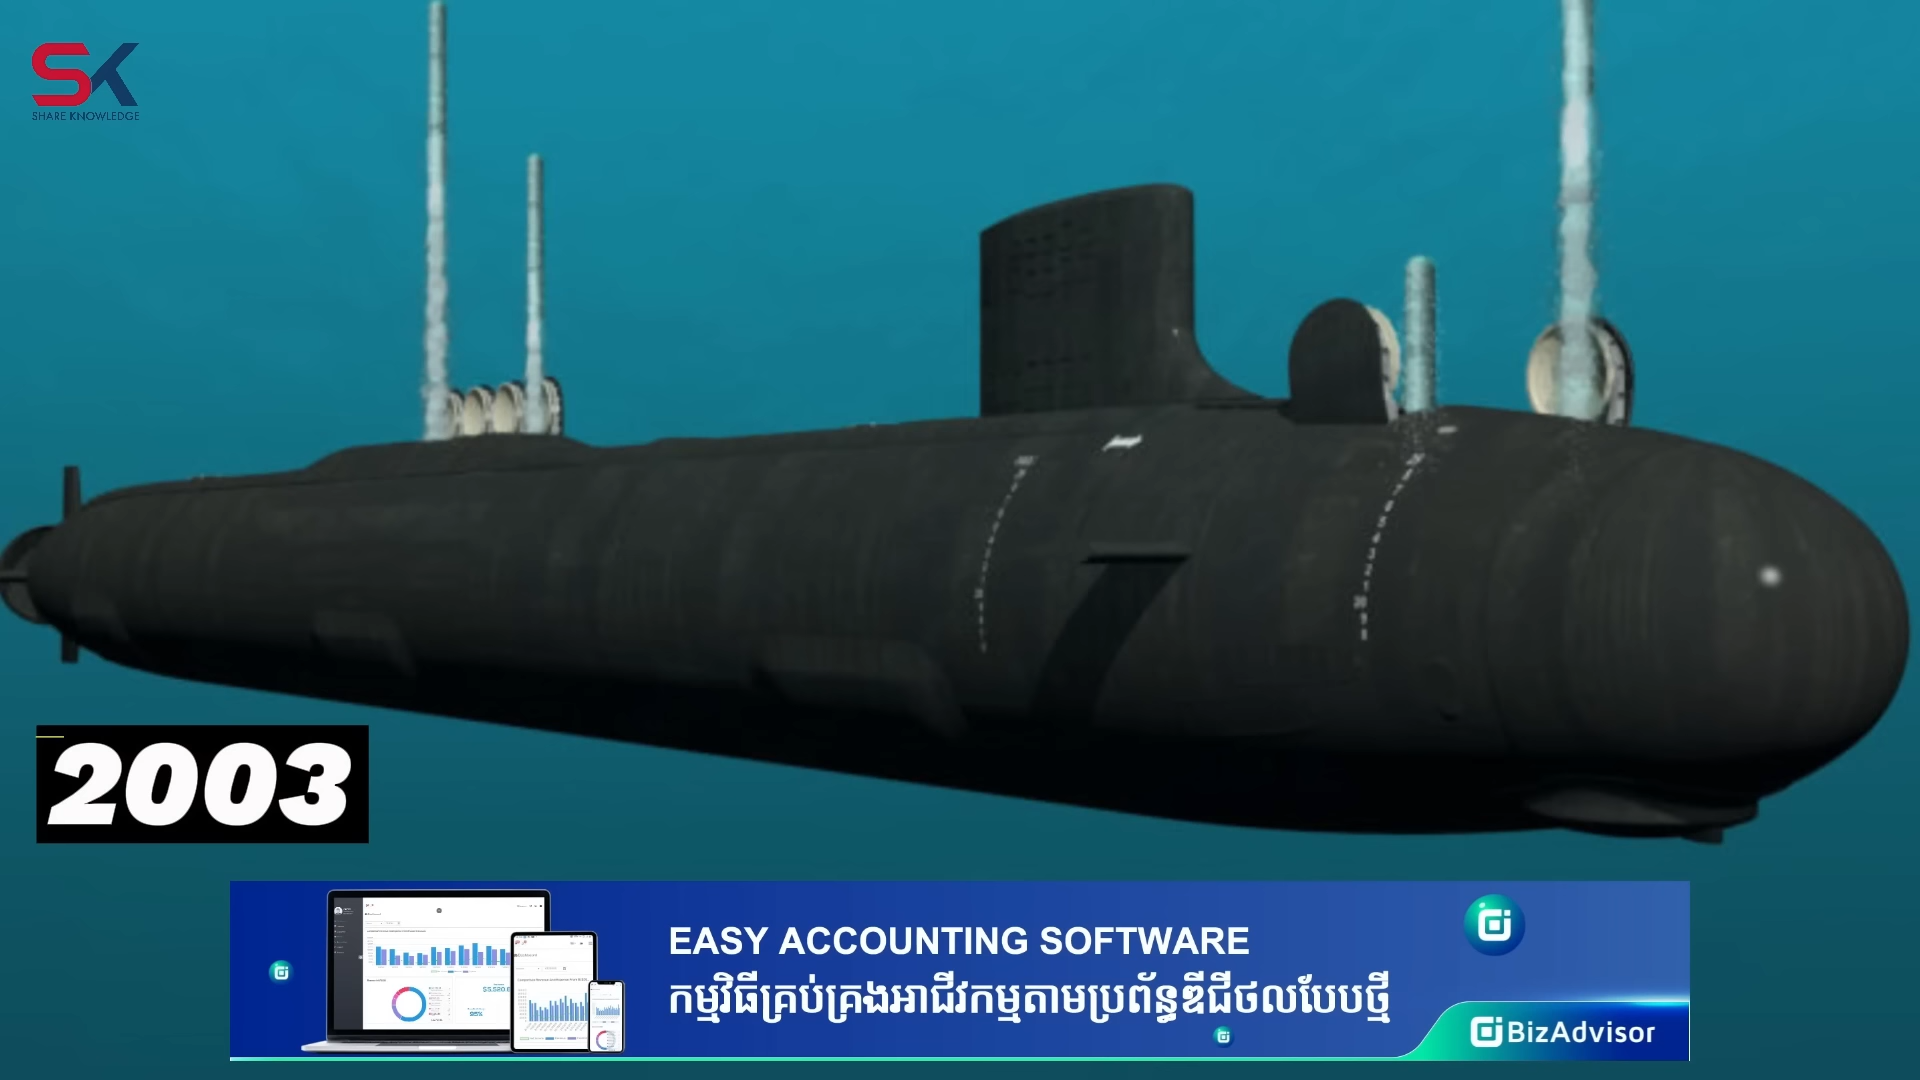 SK
SHARE KNOWLEDGE
2003
EASY ACCOUNTING SOFTWARE
កម្មវិធីគ្រប់គ្រងអាជីវកម្មតាមប្រព័ន្ធឌីជីថលបែបថ្មី
BizAdvisor